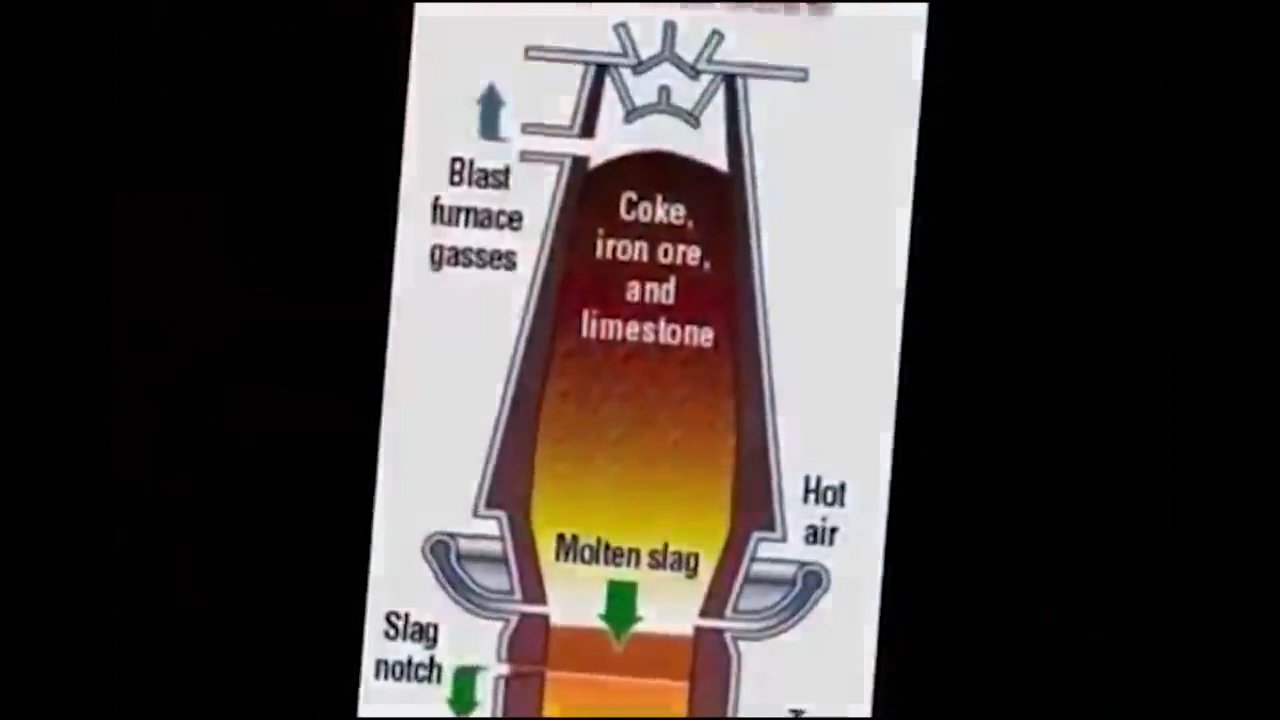 Blast
furnace
gasses
Coke,
iron ore,
and
limestone
Hot
air
Molten slag
Slag
notch